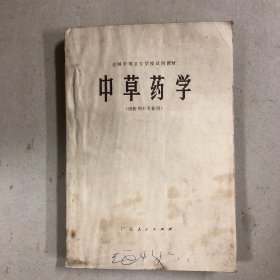 全国中等卫生学校试用教材
中草药学
（供药剂士专业用）
广东人民出版社